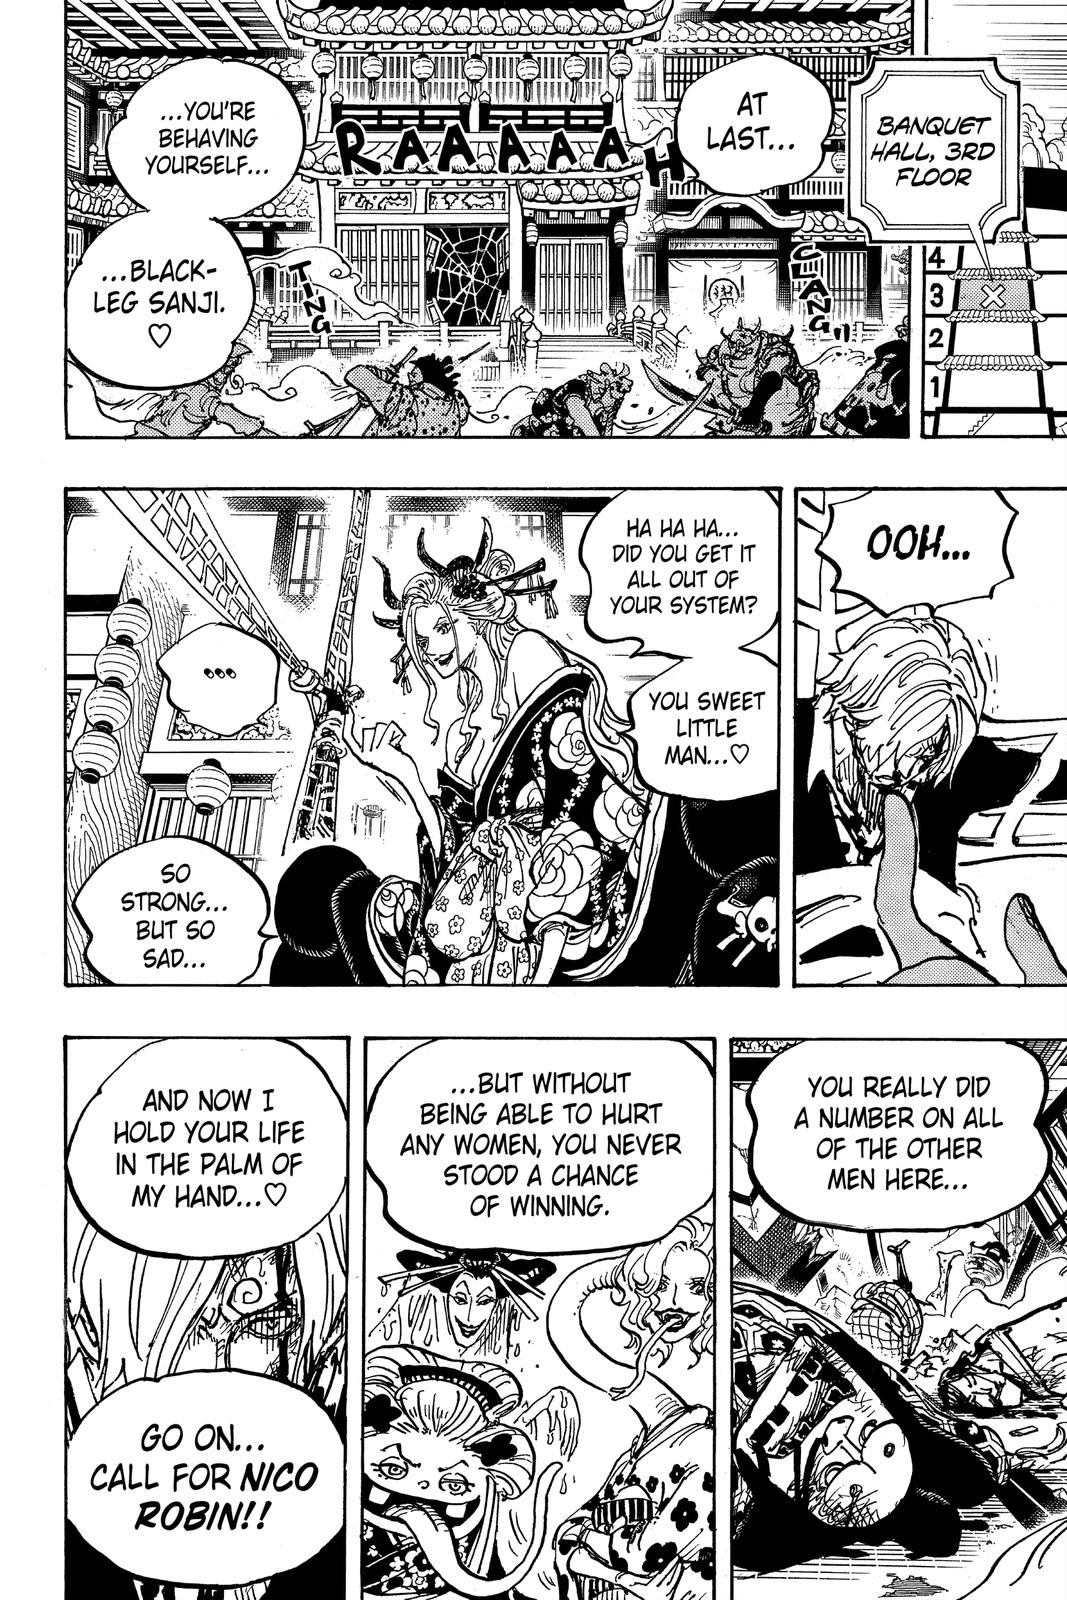 BANQUET
HALL, 3RD
FLOOR
4
3
2
1
AT
LAST...
RAAAAAAH
CLANG
TING
...YOU'RE
BEHAVING
YOURSELF...
...BLACK-
LEG SANJI.
♡
OOH...
HA HA HA...
DID YOU GET IT
ALL OUT OF
YOUR SYSTEM?
YOU SWEET
LITTLE
MAN...♡
...
SO
STRONG...
BUT SO
SAD...
YOU REALLY DID
A NUMBER ON ALL
OF THE OTHER
MEN HERE...
...BUT WITHOUT
BEING ABLE TO HURT
ANY WOMEN, YOU NEVER
STOOD A CHANCE
OF WINNING.
AND NOW I
HOLD YOUR LIFE
IN THE PALM OF
MY HAND...♡
GO ON...
CALL FOR NICO
ROBIN!!